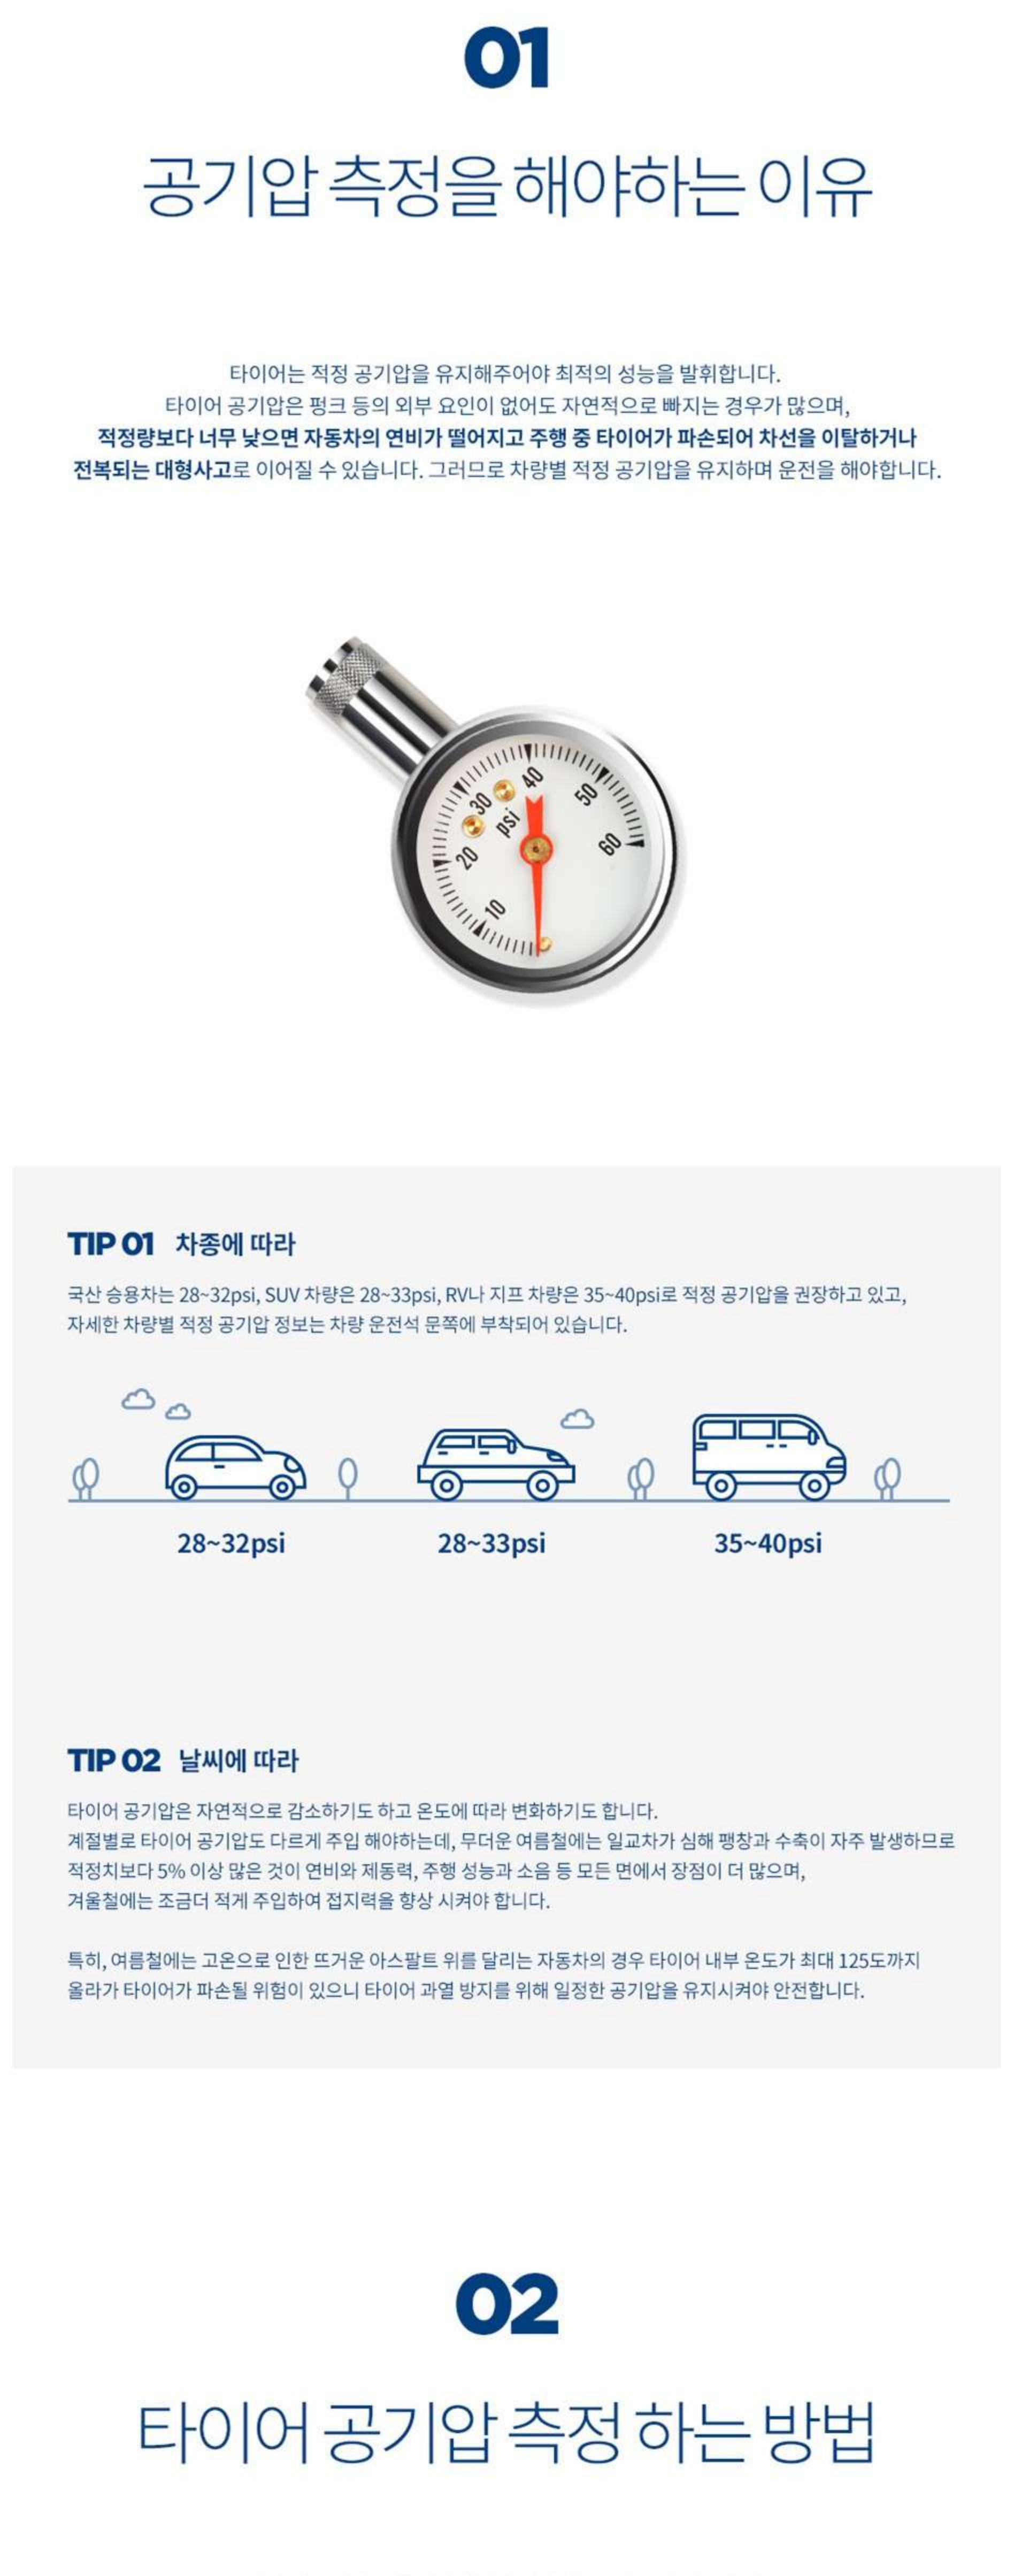 01
공기압 측정을 해야하는 이유
타이어는 적정 공기압을 유지해주어야 최적의 성능을 발휘합니다.
타이어 공기압은 펑크 등의 외부 요인이 없어도 자연적으로 빠지는 경우가 많으며,
적정량보다 너무 낮으면 자동차의 연비가 떨어지고 주행 중 타이어가 파손되어 차선을 이탈하거나
전복되는 대형사고로 이어질 수 있습니다. 그러므로 차량별 적정 공기압을 유지하며 운전을 해야합니다.
10
20
30
40
50
60
psi
TIP 01 차종에 따라
국산 승용차는 28~32psi, SUV 차량은 28~33psi, RV나 지프 차량은 35~40psi로 적정 공기압을 권장하고 있고,
자세한 차량별 적정 공기압 정보는 차량 운전석 문쪽에 부착되어 있습니다.
28~32psi 28~33psi 35~40psi
TIP 02 날씨에 따라
타이어 공기압은 자연적으로 감소하기도 하고 온도에 따라 변화하기도 합니다.
계절별로 타이어 공기압도 다르게 주입 해야하는데, 무더운 여름철에는 일교차가 심해 팽창과 수축이 자주 발생하므로
적정치보다 5% 이상 많은 것이 연비와 제동력, 주행 성능과 소음 등 모든 면에서 장점이 더 많으며,
겨울철에는 조금더 적게 주입하여 접지력을 향상 시켜야 합니다.
특히, 여름철에는 고온으로 인한 뜨거운 아스팔트 위를 달리는 자동차의 경우 타이어 내부 온도가 최대 125도까지
올라가 타이어가 파손될 위험이 있으니 타이어 과열 방지를 위해 일정한 공기압을 유지시켜야 안전합니다.
02
타이어 공기압 측정 하는 방법